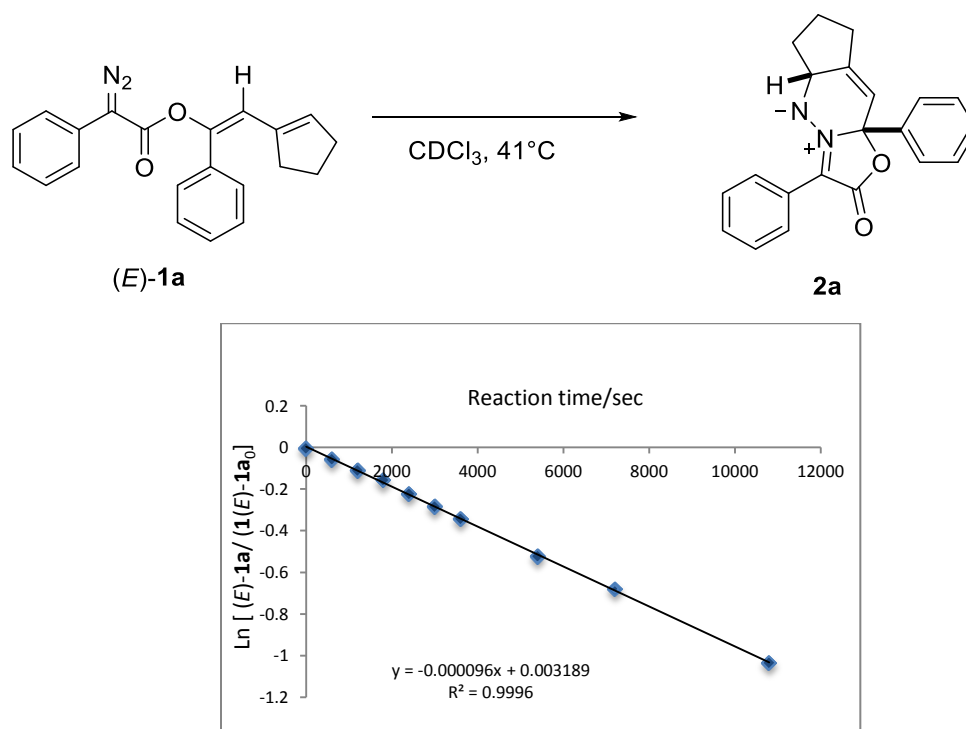 N2
H
O
O
CDCl3, 41°C
(E)-1a
H
N
−
N
+
O
O
2a
Reaction time/sec
0.2
0
-0.2
-0.4
-0.6
-0.8
-1
-1.2
0 2000 4000 6000 8000 10000 12000
Ln [ (E)-1a/ (1(E)-1a0]
y = -0.000096x + 0.003189
R² = 0.9996